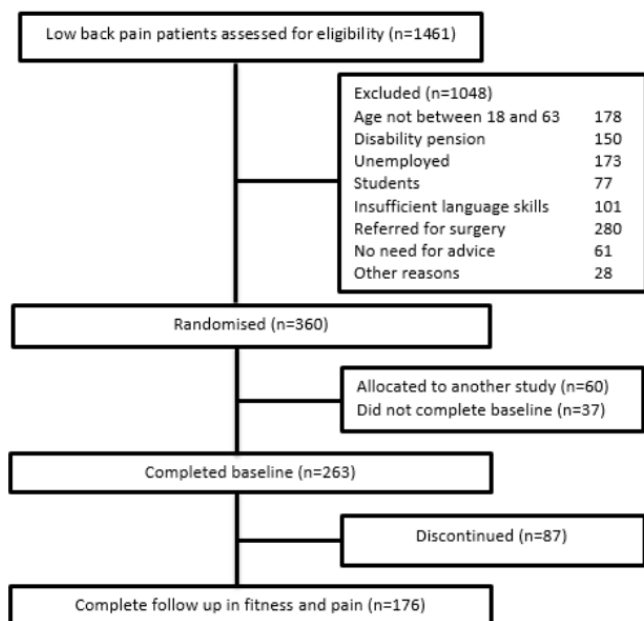 Low back pain patients assessed for eligibility (n=1461)
Excluded (n=1048)
Age not between 18 and 63 178
Disability pension 150
Unemployed 173
Students 77
Insufficient language skills 101
Referred for surgery 280
No need for advice 61
Other reasons 28
Randomised (n=360)
Allocated to another study (n=60)
Did not complete baseline (n=37)
Completed baseline (n=263)
Discontinued (n=87)
Complete follow up in fitness and pain (n=176)